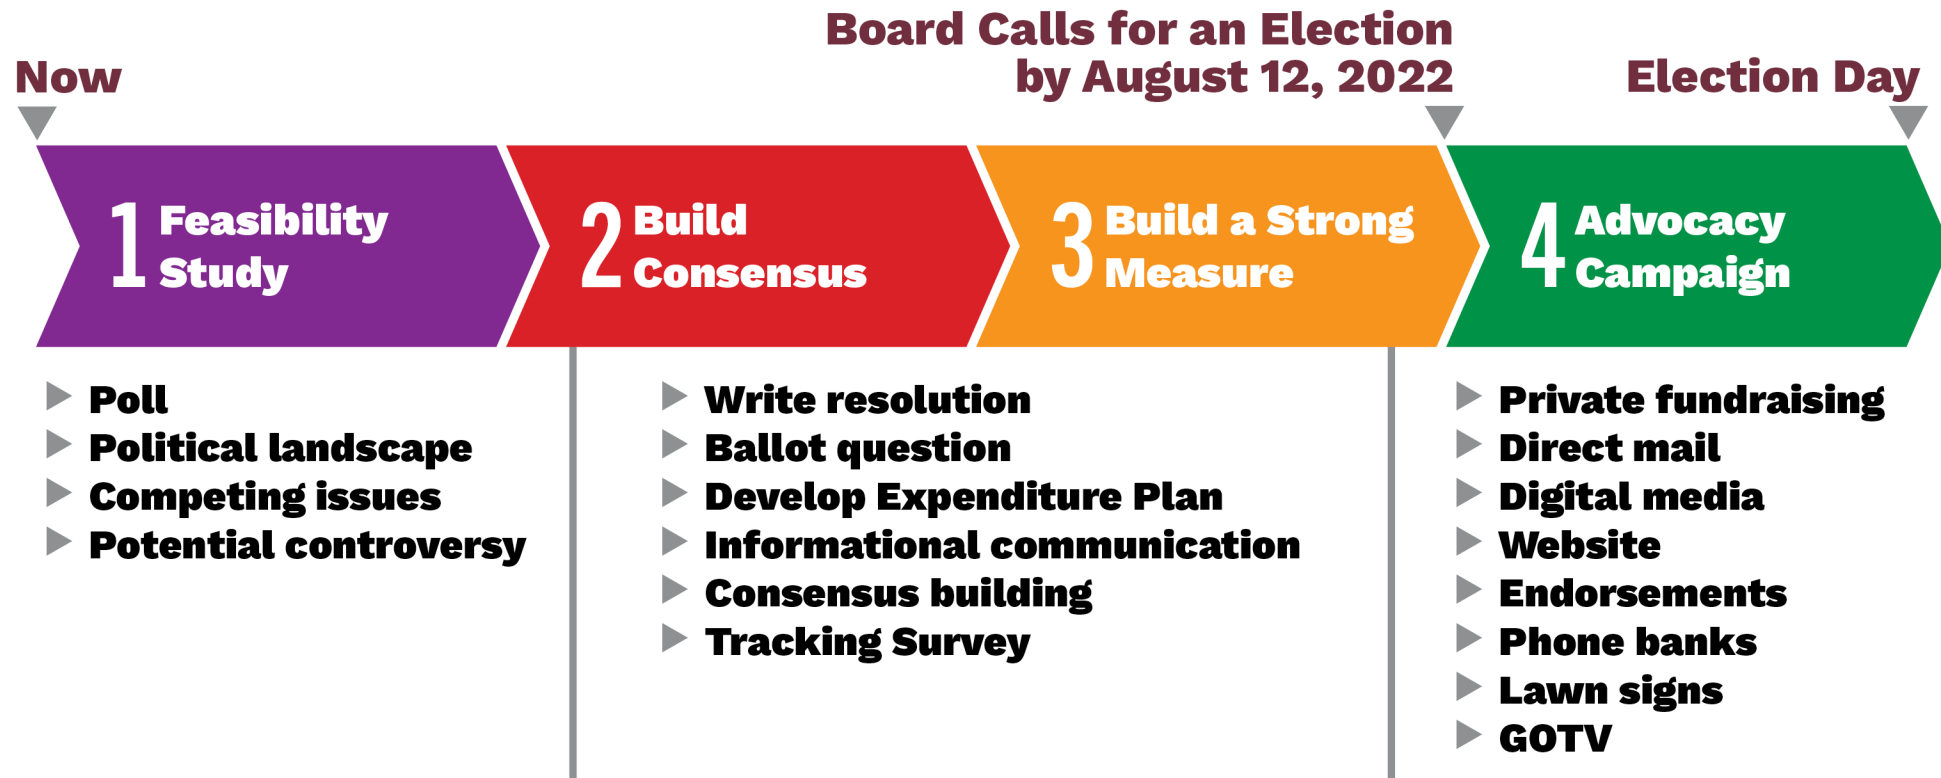 Now
Board Calls for an Election
by August 12, 2022
Election Day
1 Feasibility
Study
2 Build
Consensus
3 Build a Strong
Measure
4 Advocacy
Campaign
Poll
Political landscape
Competing issues
Potential controversy
Write resolution
Ballot question
Develop Expenditure Plan
Informational communication
Consensus building
Tracking Survey
Private fundraising
Direct mail
Digital media
Website
Endorsements
Phone banks
Lawn signs
GOTV